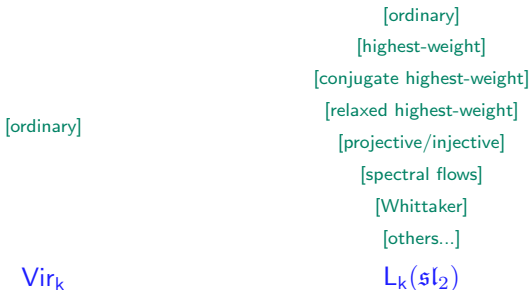 [ordinary]
[highest-weight]
[conjugate highest-weight]
[relaxed highest-weight]
[ordinary]
[projective/injective]
[spectral flows]
[Whittaker]
[others...]
Vir_k
L_k(𝔰𝔩_2)